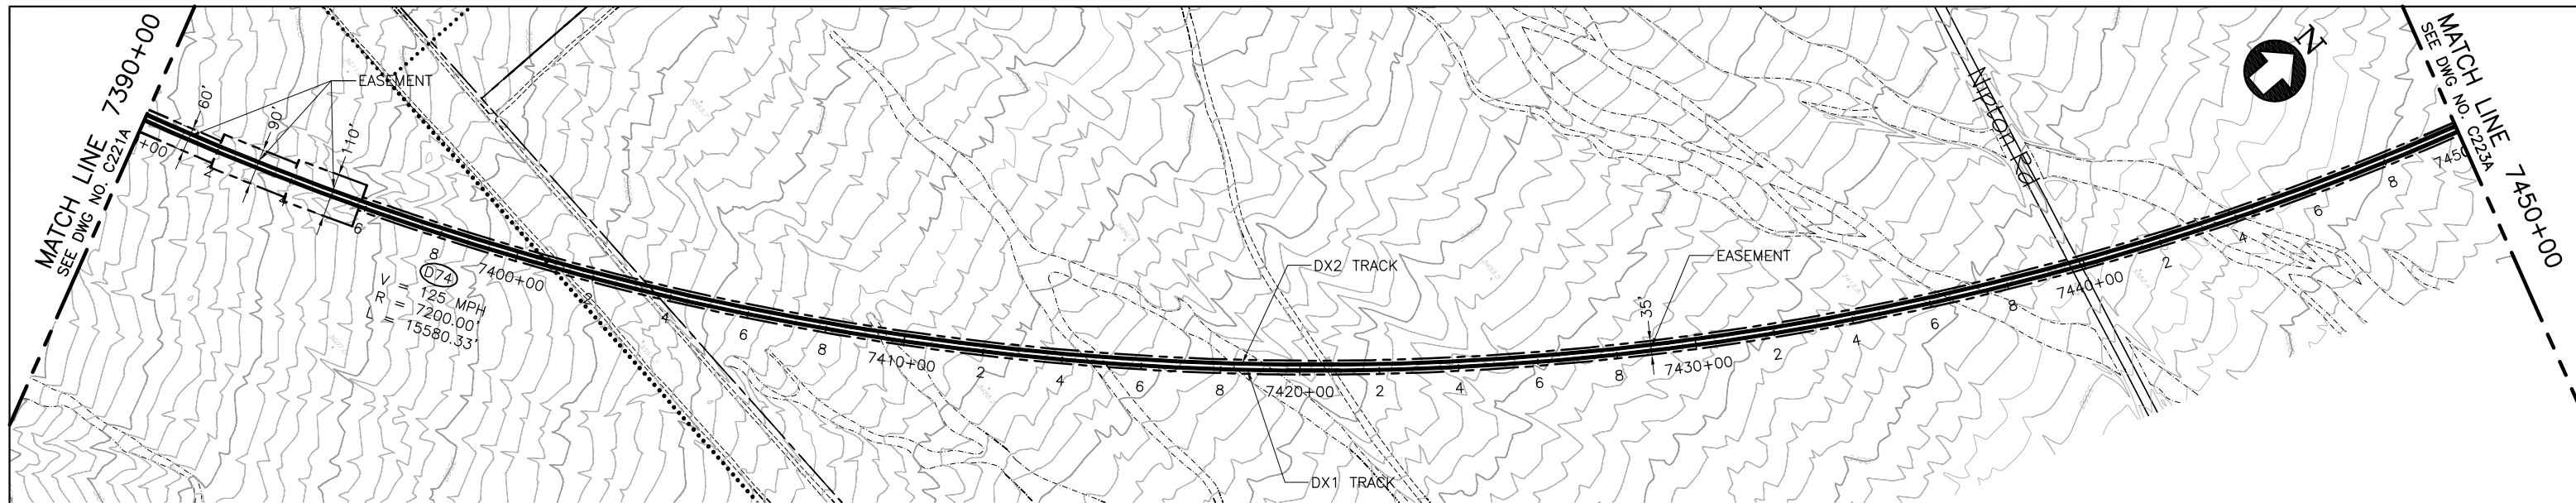 MATCH LINE 7390+00
SEE DWG NO. C221A
+00
60'
90'
110'
EASEMENT
2
4
6
8
7400+00
D74
V = 125 MPH
R = 7200.00'
L = 15580.33'
2
4
6
8
7410+00
2
4
6
8
7420+00
DX2 TRACK
DX1 TRACK
2
4
6
8
35'
EASEMENT
7430+00
2
4
6
8
7440+00
Nipton Rd
2
4
6
8
7450
N
MATCH LINE 7450+00
SEE DWG NO. C223A